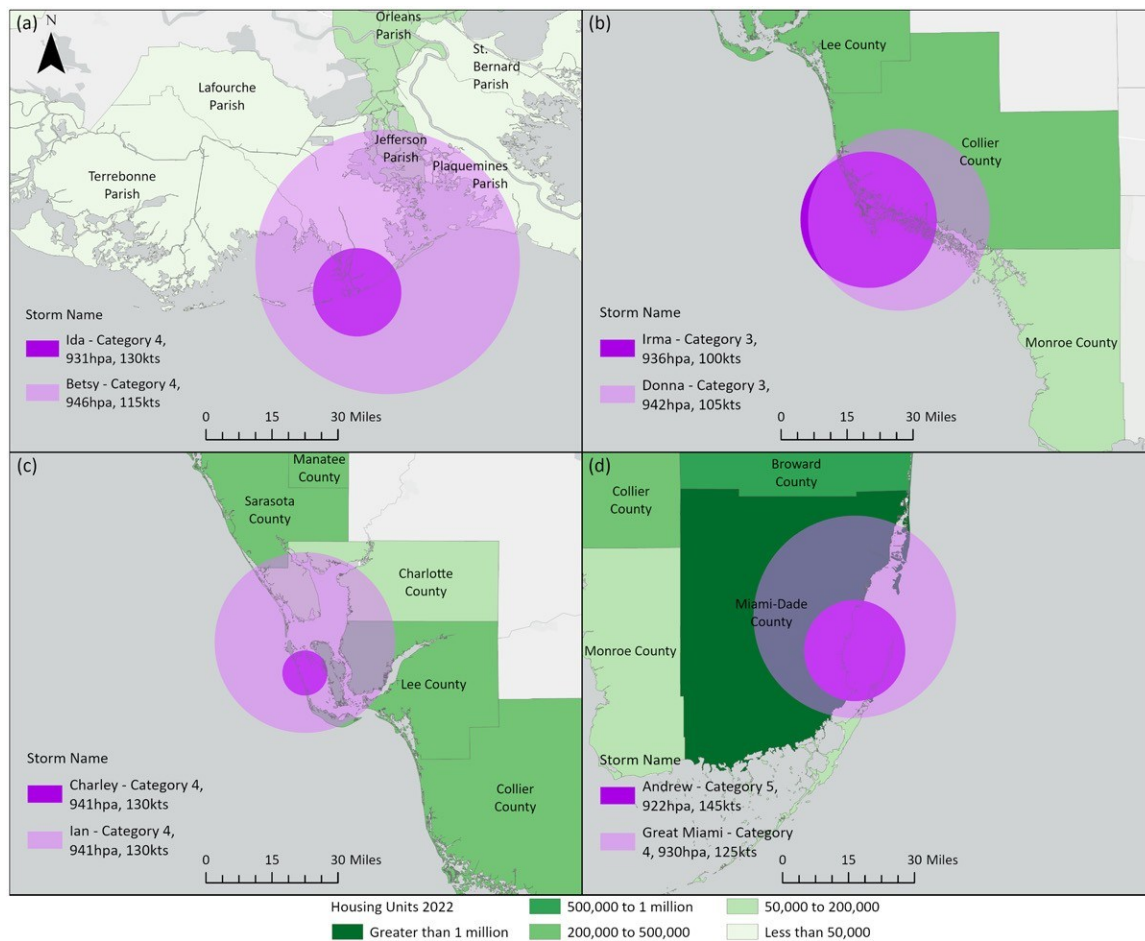 (a)
N
Orleans
Parish
St.
Bernard
Parish
Lafourche
Parish
Jefferson
Parish
Plaquemines
Parish
Terrebonne
Parish
Storm Name
Ida - Category 4,
931hpa, 130kts
Betsy - Category 4,
946hpa, 115kts
0 15 30 Miles
(b)
Lee County
Collier
County
Monroe County
Storm Name
Irma - Category 3,
936hpa, 100kts
Donna - Category 3,
942hpa, 105kts
0 15 30 Miles
(c)
Manatee
County
Sarasota
County
Charlotte
County
Lee County
Collier
County
Storm Name
Charley - Category 4,
941hpa, 130kts
Ian - Category 4,
941hpa, 130kts
0 15 30 Miles
1
(d)
Broward
County
Collier
County
Miami-Dade
County
Monroe County
Storm Name
Andrew - Category 5,
922hpa, 145kts
Great Miami - Category
4, 930hpa, 125kts
0 15 30 Miles
Housing Units 2022
Greater than 1 million
500,000 to 1 million
200,000 to 500,000
50,000 to 200,000
Less than 50,000